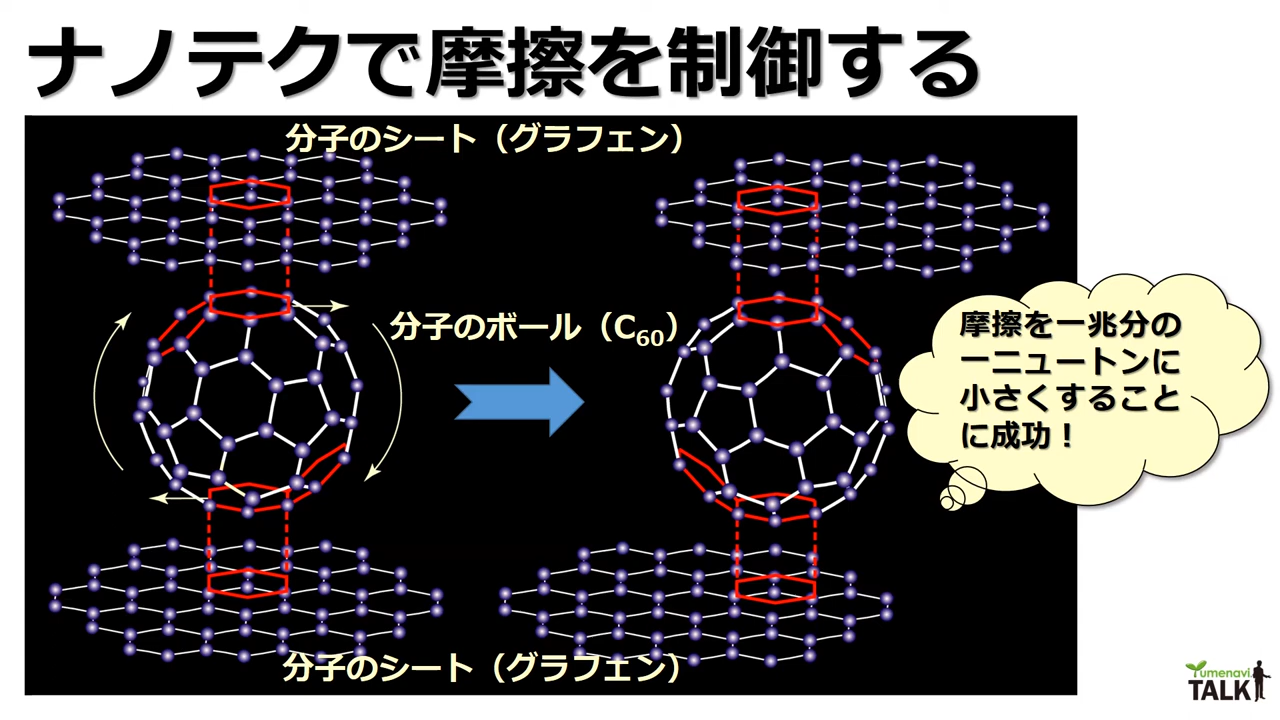 ナノテクで摩擦を制御する
分子のシート（グラフェン）
分子のボール（C₆₀）
摩擦を一兆分の
一ニュートンに
小さくすること
に成功！
分子のシート（グラフェン）
Yumenavi
TALK